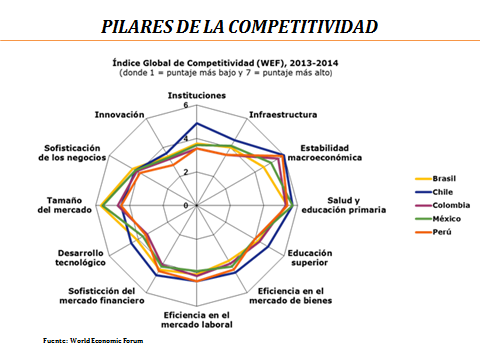 PILARES DE LA COMPETITIVIDAD
Índice Global de Competitividad (WEF), 2013-2014
(donde 1 = puntaje más bajo y 7 = puntaje más alto)
Instituciones
6
Innovación
Infraestructura
4
Sofisticación
de los negocios
Estabilidad
macroeconómica
2
Tamaño
del mercado
0
Salud y
educación primaria
Brasil
Chile
Colombia
México
Perú
Desarrollo
tecnológico
Educación
superior
Sofisticción del
mercado financiero
Eficiencia en el
mercado de bienes
Eficiencia en el
mercado laboral
Fuente: World Economic Forum